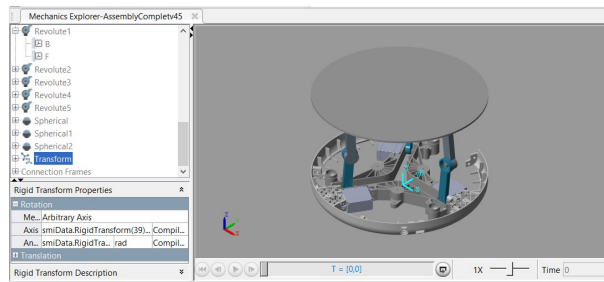 Mechanics Explorer-AssemblyCompletv45
Revolute1
B
F
Revolute2
Revolute3
Revolute4
Revolute5
Spherical
Spherical1
Spherical2
Transform
Connection Frames
Rigid Transform Properties
Rotation
Me... Arbitrary Axis
Axis smiData.RigidTransform(39)... Compil...
An... smiData.RigidTra... rad Compil...
Translation
Rigid Transform Description
T = [0,0]
1X
Time 0